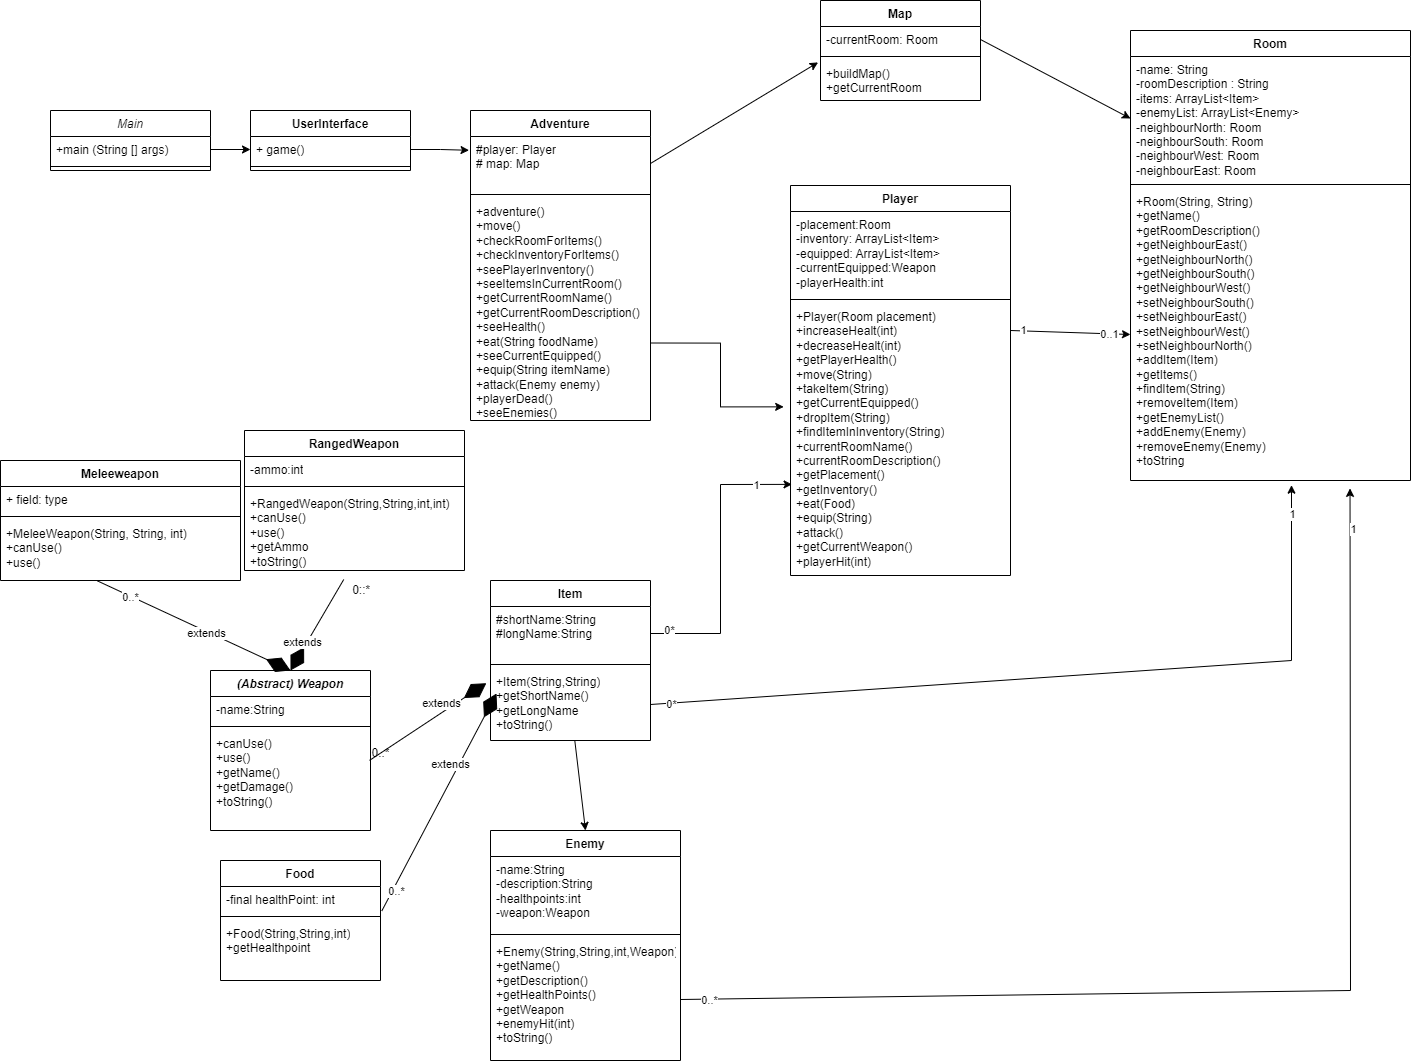 Map
-currentRoom: Room
+buildMap()
+getCurrentRoom
Room
-name: String
-roomDescription : String
-items: ArrayList<Item>
-enemyList: ArrayList<Enemy>
-neighbourNorth: Room
-neighbourSouth: Room
-neighbourWest: Room
-neighbourEast: Room
+Room(String, String)
+getName()
+getRoomDescription()
+getNeighbourEast()
+getNeighbourNorth()
+getNeighbourSouth()
+getNeighbourWest()
+setNeighbourSouth()
+setNeighbourEast()
+setNeighbourWest()
+setNeighbourNorth()
+addItem(Item)
+getItems()
+findItem(String)
+removeItem(Item)
+getEnemyList()
+addEnemy(Enemy)
+removeEnemy(Enemy)
+toString
Main
+main (String [] args)
UserInterface
+ game()
Adventure
#player: Player
# map: Map
+adventure()
+move()
+checkRoomForItems()
+checkInventoryForItems()
+seePlayerInventory()
+seeItemsInCurrentRoom()
+getCurrentRoomName()
+getCurrentRoomDescription()
+seeHealth()
+eat(String foodName)
+seeCurrentEquipped()
+equip(String itemName)
+attack(Enemy enemy)
+playerDead()
+seeEnemies()
Player
-placement:Room
-inventory: ArrayList<Item>
-equipped: ArrayList<Item>
-currentEquipped:Weapon
-playerHealth:int
+Player(Room placement)
+increaseHealt(int)
+decreaseHealt(int)
+getPlayerHealth()
+move(String)
+takeItem(String)
+getCurrentEquipped()
+dropItem(String)
+findItemInInventory(String)
+currentRoomName()
+currentRoomDescription()
+getPlacement()
+getInventory()
+eat(Food)
+equip(String)
+attack()
+getCurrentWeapon()
+playerHit(int)
1
0..1
RangedWeapon
-ammo:int
+RangedWeapon(String,String,int,int)
+canUse()
+use()
+getAmmo
+toString()
Meleeweapon
+ field: type
+MeleeWeapon(String, String, int)
+canUse()
+use()
0..*
extends
0::*
extends
(Abstract) Weapon
-name:String
+canUse()
+use()
+getName()
+getDamage()
+toString()
extends
0..*
Item
#shortName:String
#longName:String
+Item(String,String)
+getShortName()
+getLongName
+toString()
0*
1
0*
1
1
extends
0..*
Food
-final healthPoint: int
+Food(String,String,int)
+getHealthpoint
Enemy
-name:String
-description:String
-healthpoints:int
-weapon:Weapon
+Enemy(String,String,int,Weapon)
+getName()
+getDescription()
+getHealthPoints()
+getWeapon
+enemyHit(int)
+toString()
0..*